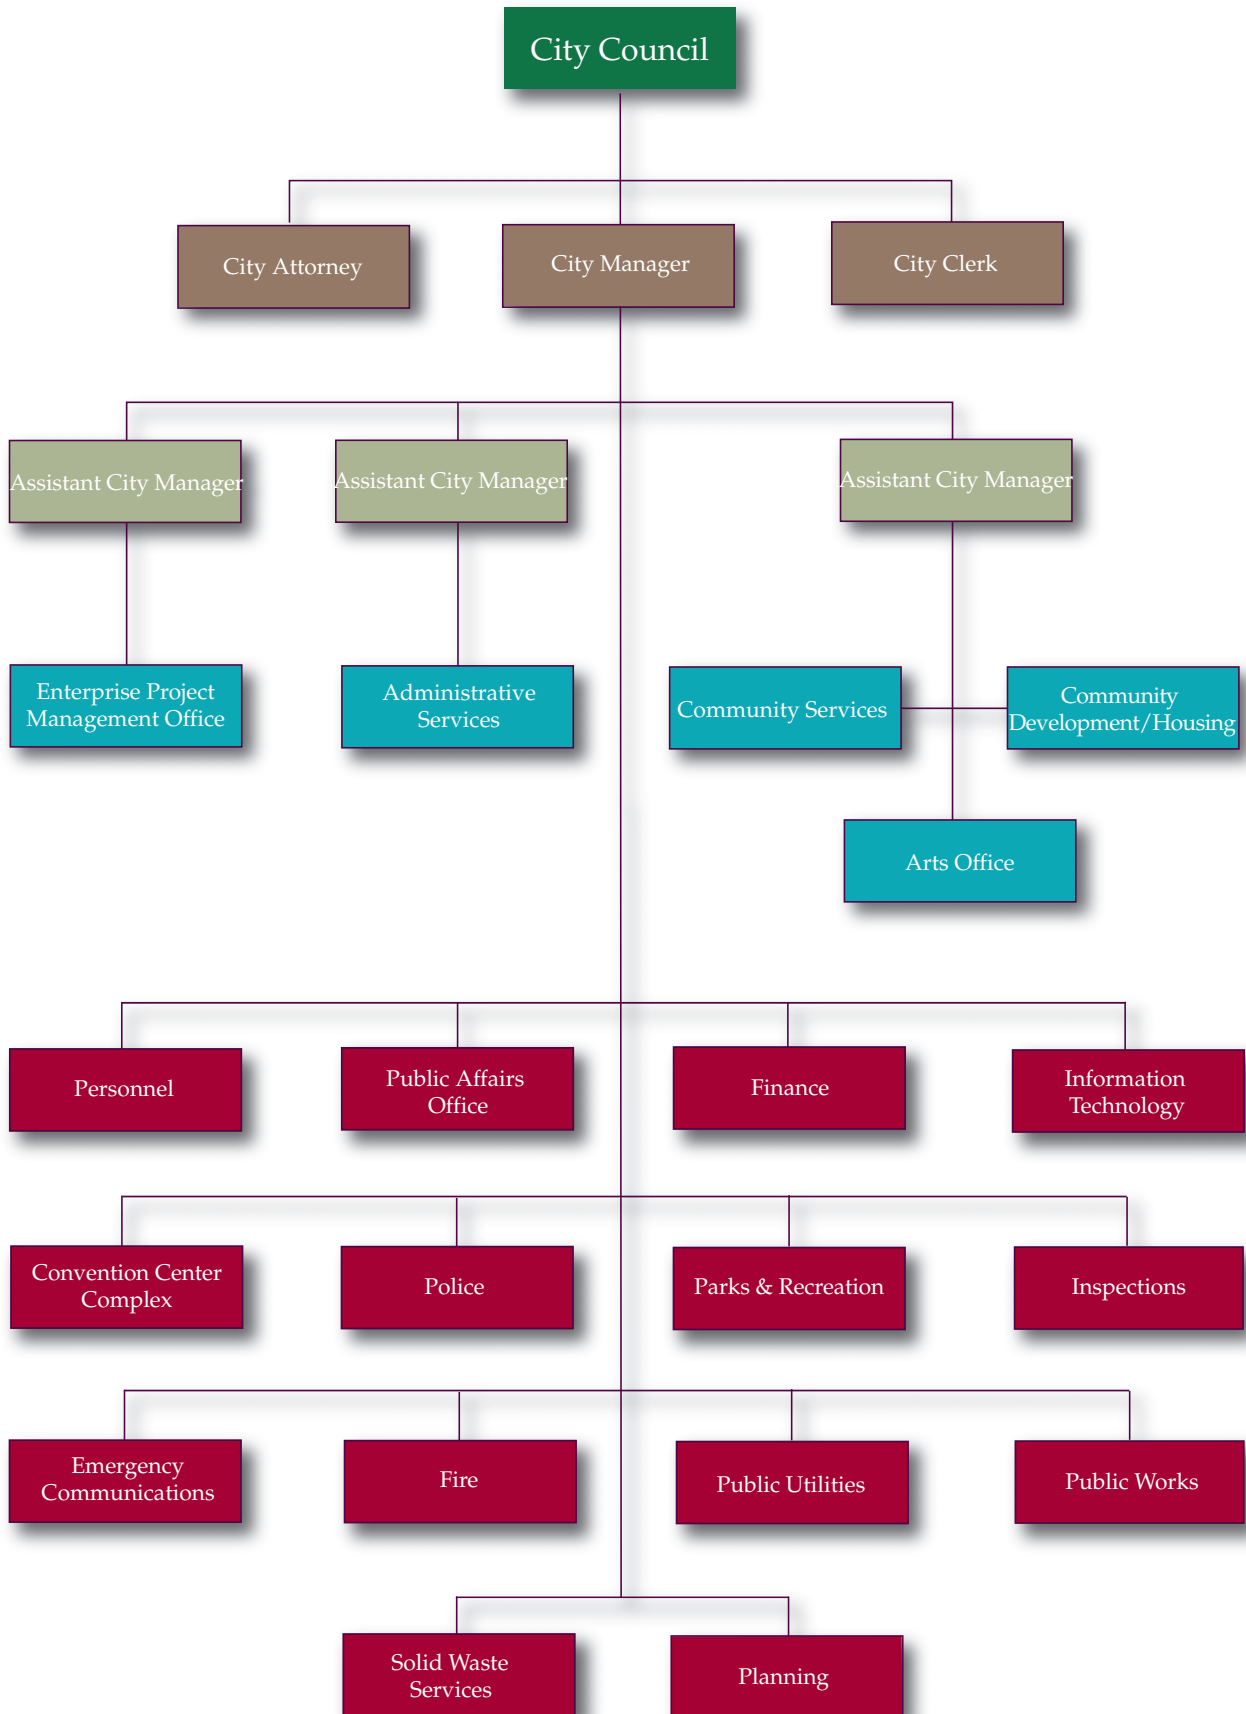 City Council
City Attorney
City Manager
City Clerk
Assistant City Manager
Assistant City Manager
Assistant City Manager
Enterprise Project
Management Office
Administrative
Services
Community Services
Community
Development/Housing
Arts Office
Personnel
Public Affairs
Office
Finance
Information
Technology
Convention Center
Complex
Police
Parks & Recreation
Inspections
Emergency
Communications
Fire
Public Utilities
Public Works
Solid Waste
Services
Planning